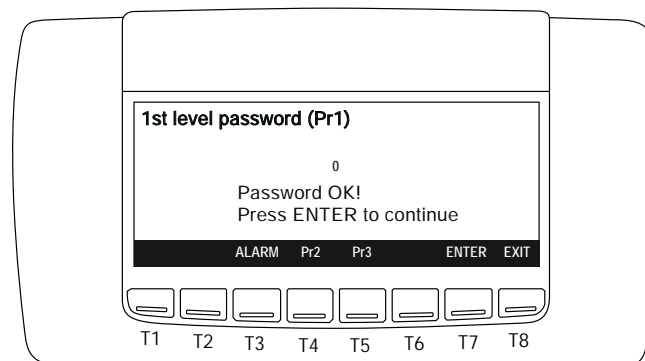 1st level password (Pr1)
0
Password OK!
Press ENTER to continue
ALARM Pr2 Pr3 ENTER EXIT
T1 T2 T3 T4 T5 T6 T7 T8